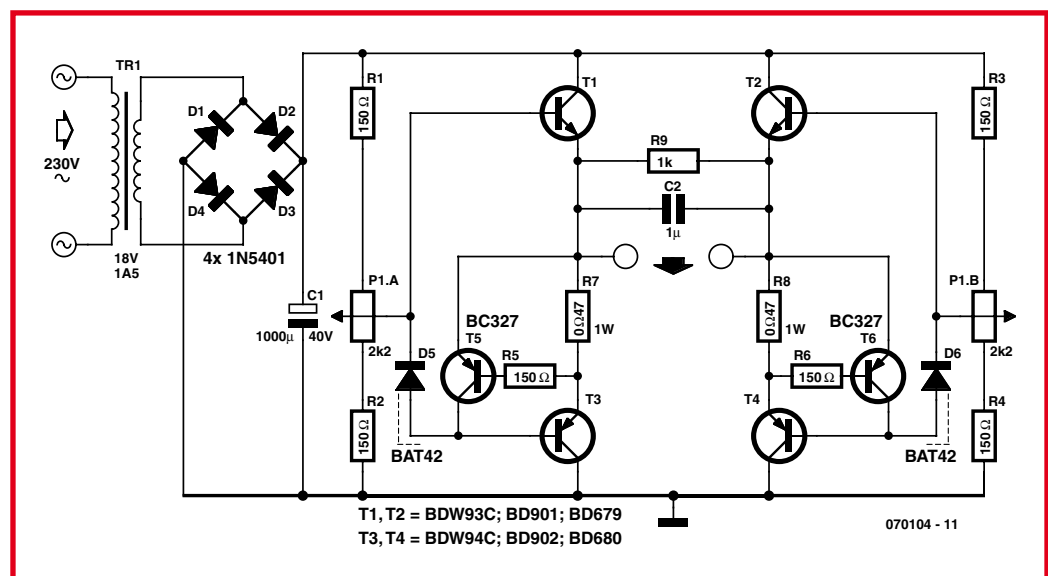 TR1
230V
~
18V
1A5
D1
D2
D4
D3
4x 1N5401
C1
1000µ
40V
R1
150 Ω
P1.A
2k2
R2
150 Ω
D5
BAT42
T1
T2
R9
1k
C2
1µ
R7
0Ω47
1W
R8
0Ω47
1W
BC327
T5
R5
150 Ω
T3
BC327
T6
R6
150 Ω
T4
R3
150 Ω
P1.B
2k2
D6
BAT42
R4
150 Ω
T1, T2 = BDW93C; BD901; BD679
T3, T4 = BDW94C; BD902; BD680
070104 - 11